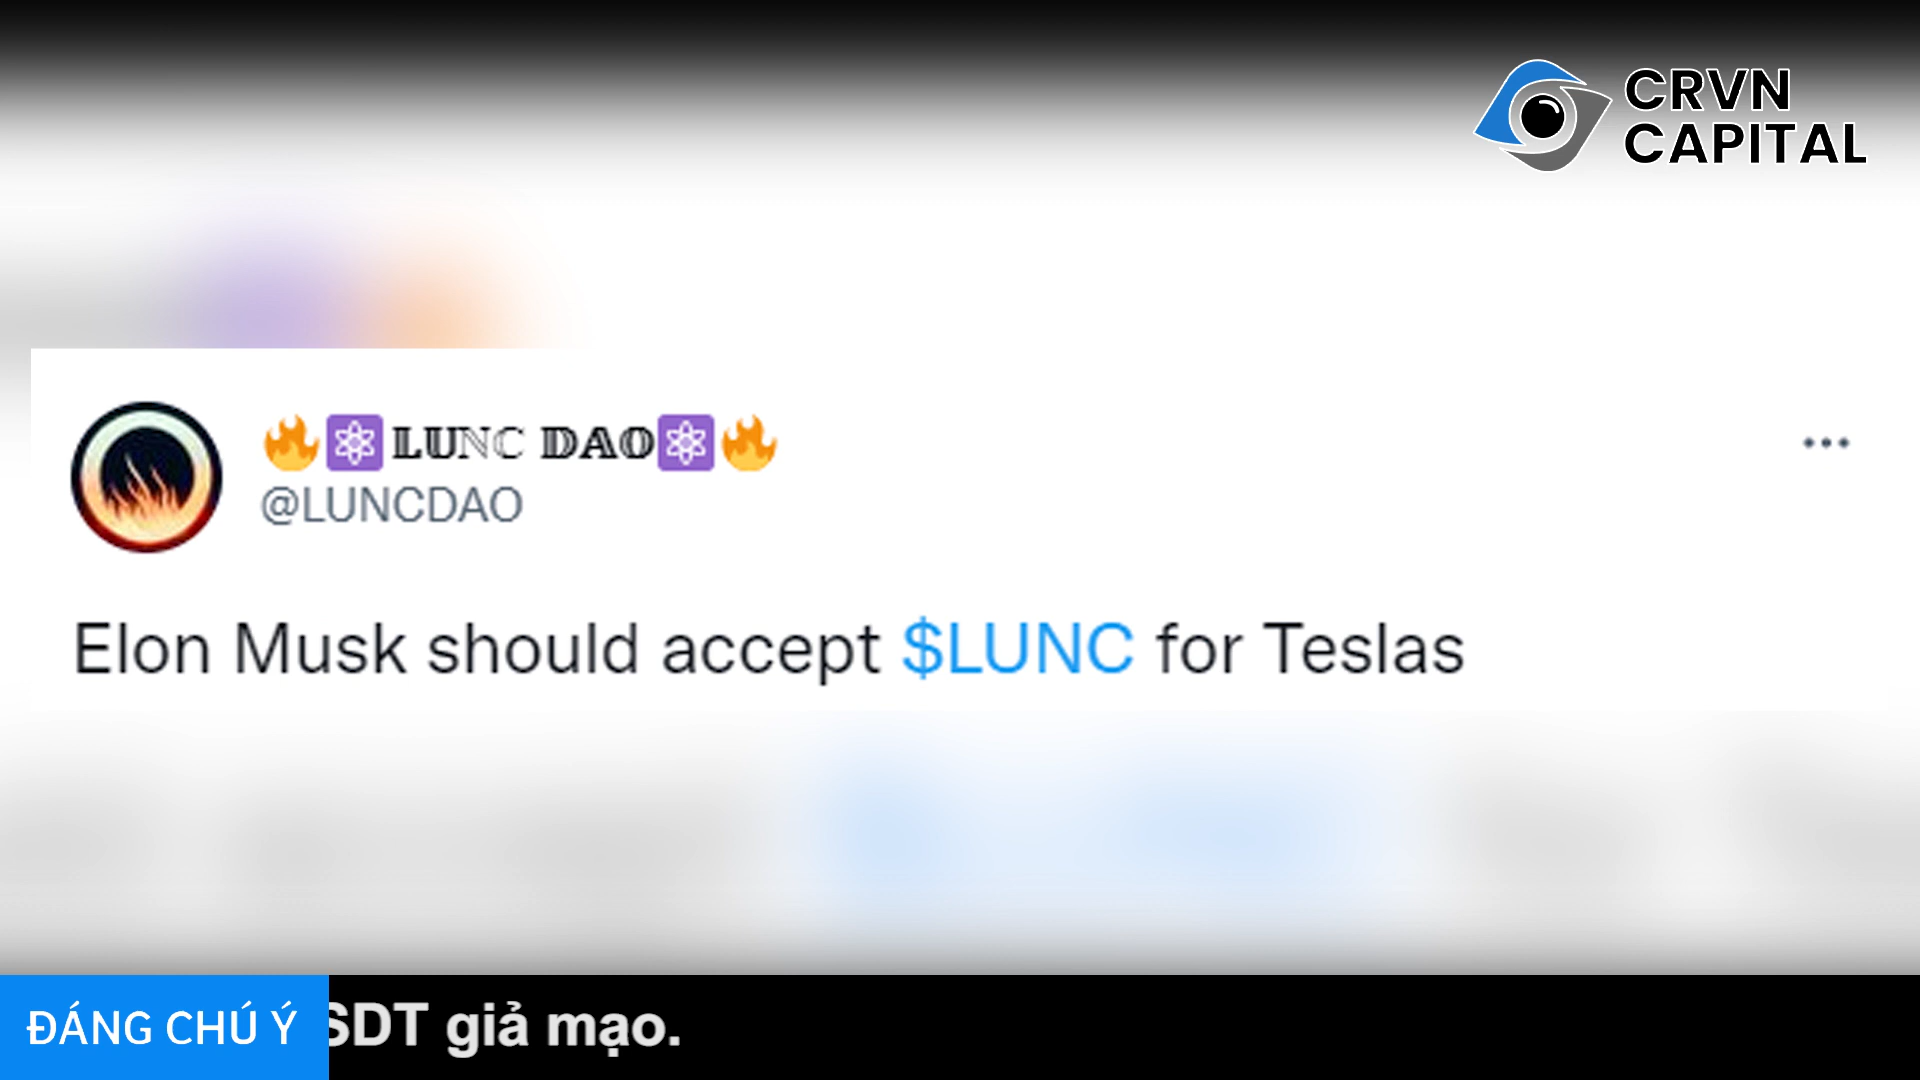 CRVN
CAPITAL
🔥⚛️LUNC DAO⚛️🔥
@LUNCDAO
Elon Musk should accept $LUNC for Teslas
ĐÁNG CHÚ Ý
SDT giả mạo.